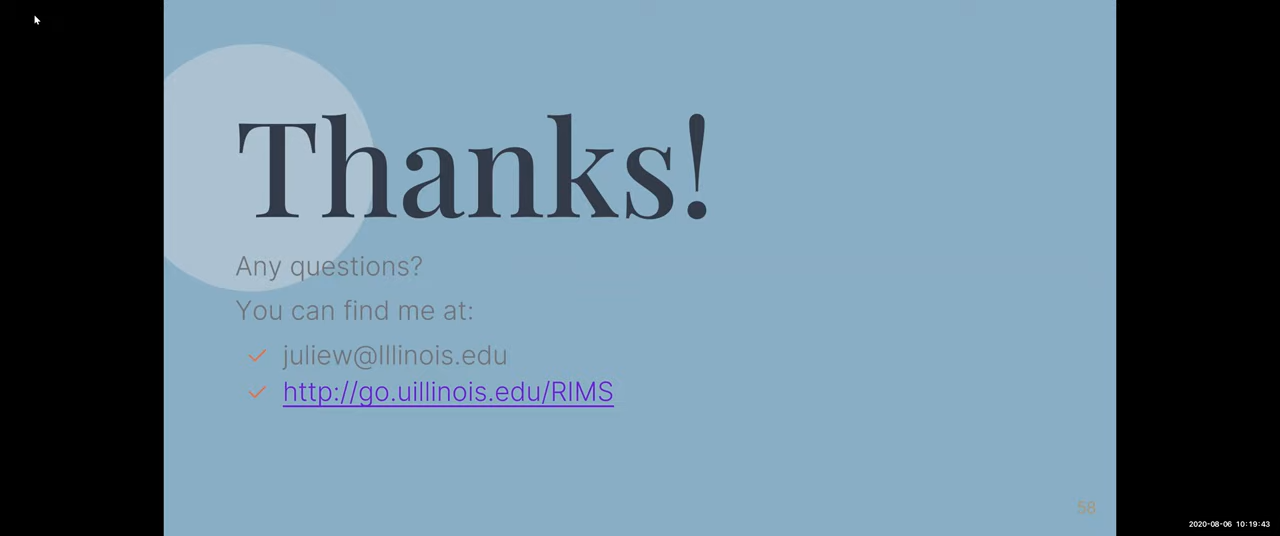 Thanks!
Any questions?
You can find me at:
juliew@Illinois.edu
http://go.uillinois.edu/RIMS
58
2020-08-06 10:19:43